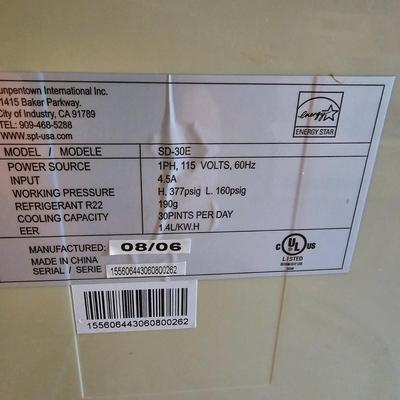 unpentown International Inc.
1415 Baker Parkway.
City of Industry, CA 91789
TEL: 909-468-5288
www.spt-usa.com
energy
ENERGY STAR
MODEL / MODELE SD-30E
POWER SOURCE 1PH, 115 VOLTS, 60Hz
INPUT 4.5A
WORKING PRESSURE H. 377psig L. 160psig
REFRIGERANT R22 190g
COOLING CAPACITY 30PINTS PER DAY
EER 1.4L/KW.H
MANUFACTURED: 08/06
MADE IN CHINA
SERIAL / SERIE 155606443060800262
C UL US
LISTED
155606443060800262